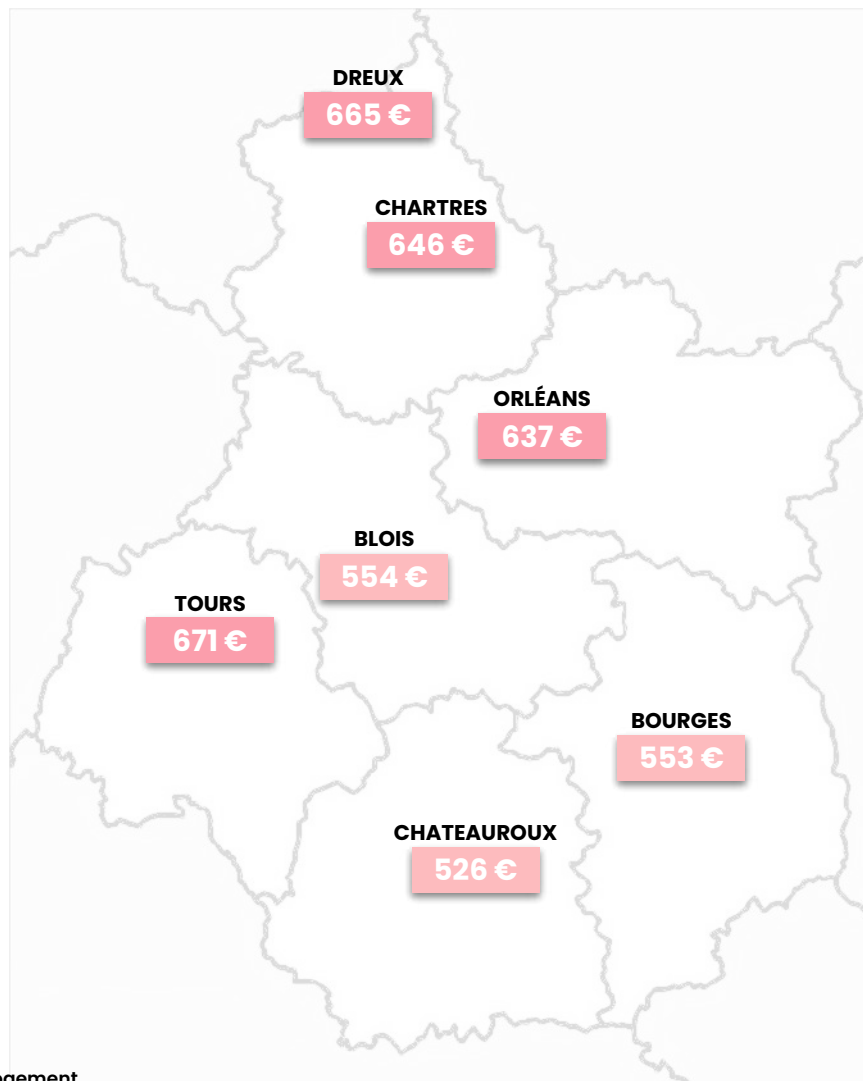 DREUX
665 €
CHARTRES
646 €
ORLÉANS
637 €
BLOIS
554 €
TOURS
671 €
BOURGES
553 €
CHATEAUROUX
526 €